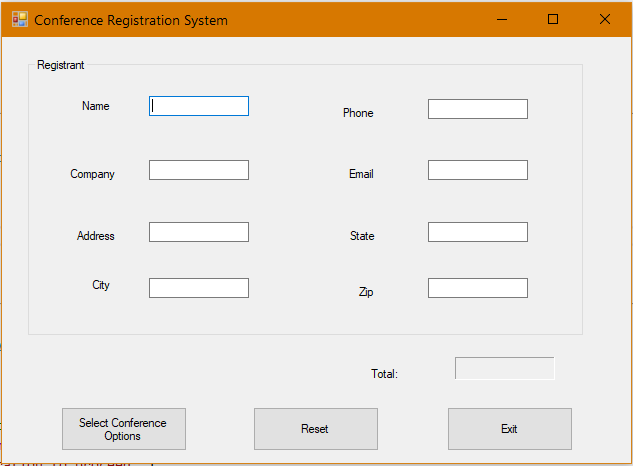 Conference Registration System
Registrant
Name
Phone
Company
Email
Address
State
City
Zip
Total:
Select Conference
Options
Reset
Exit